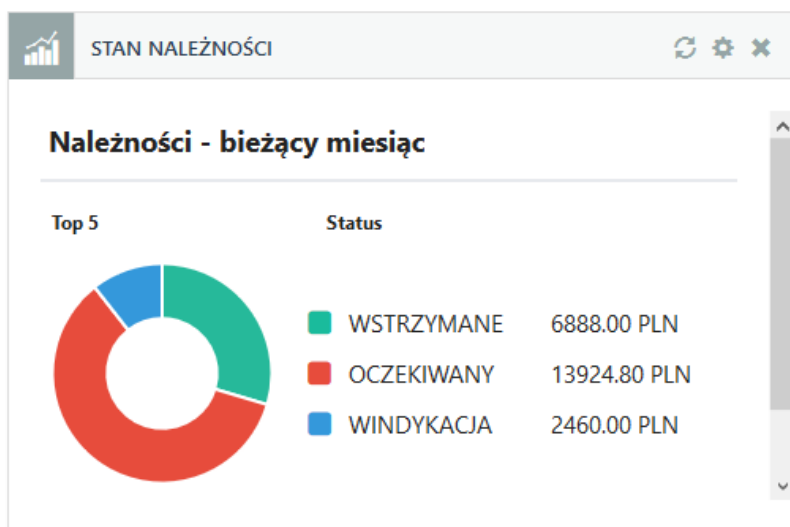 STAN NALEŻNOŚCI
Należności - bieżący miesiąc
Top 5 Status
WSTRZYMANE 6888.00 PLN
OCZEKIWANY 13924.80 PLN
WINDYKACJA 2460.00 PLN